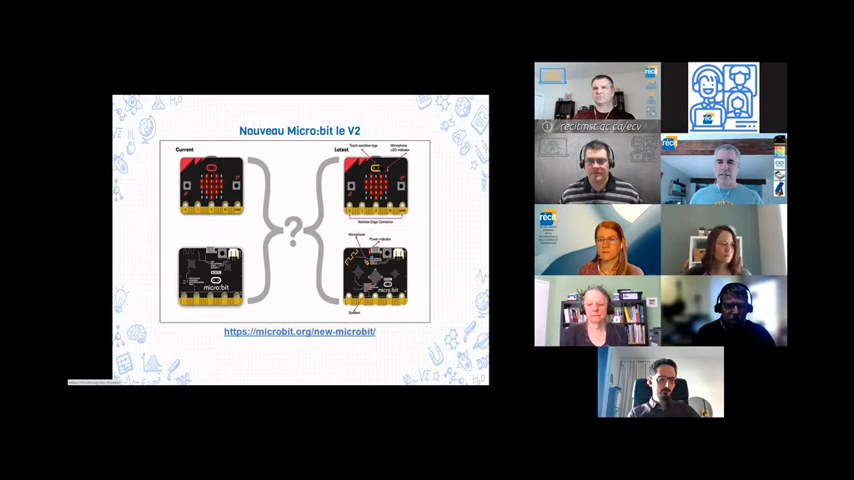 Nouveau Micro:bit le V2
Current
Latest
Touch sensitive logo
Microphone
LED indicator
Notched Edge Connector
Microphone
Power indicator
micro:bit
micro:bit
Speaker
https://microbit.org/new-microbit/
récit
recitmst.qc.ca/ecv
récit
récit